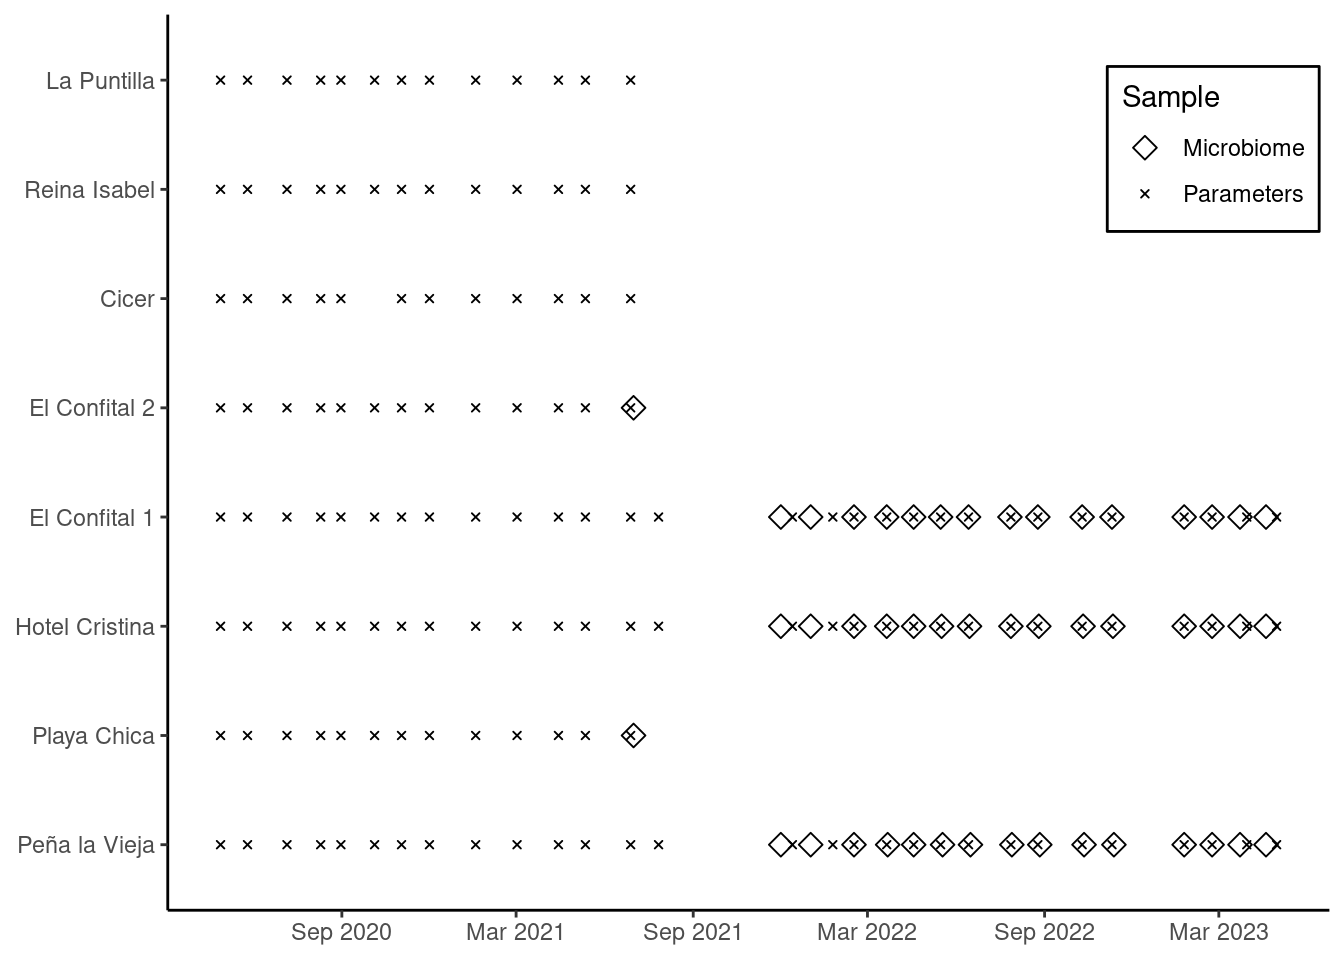 La Puntilla
Reina Isabel
Cicer
El Confital 2
El Confital 1
Hotel Cristina
Playa Chica
Peña la Vieja
Sample
Microbiome
Parameters
Sep 2020
Mar 2021
Sep 2021
Mar 2022
Sep 2022
Mar 2023